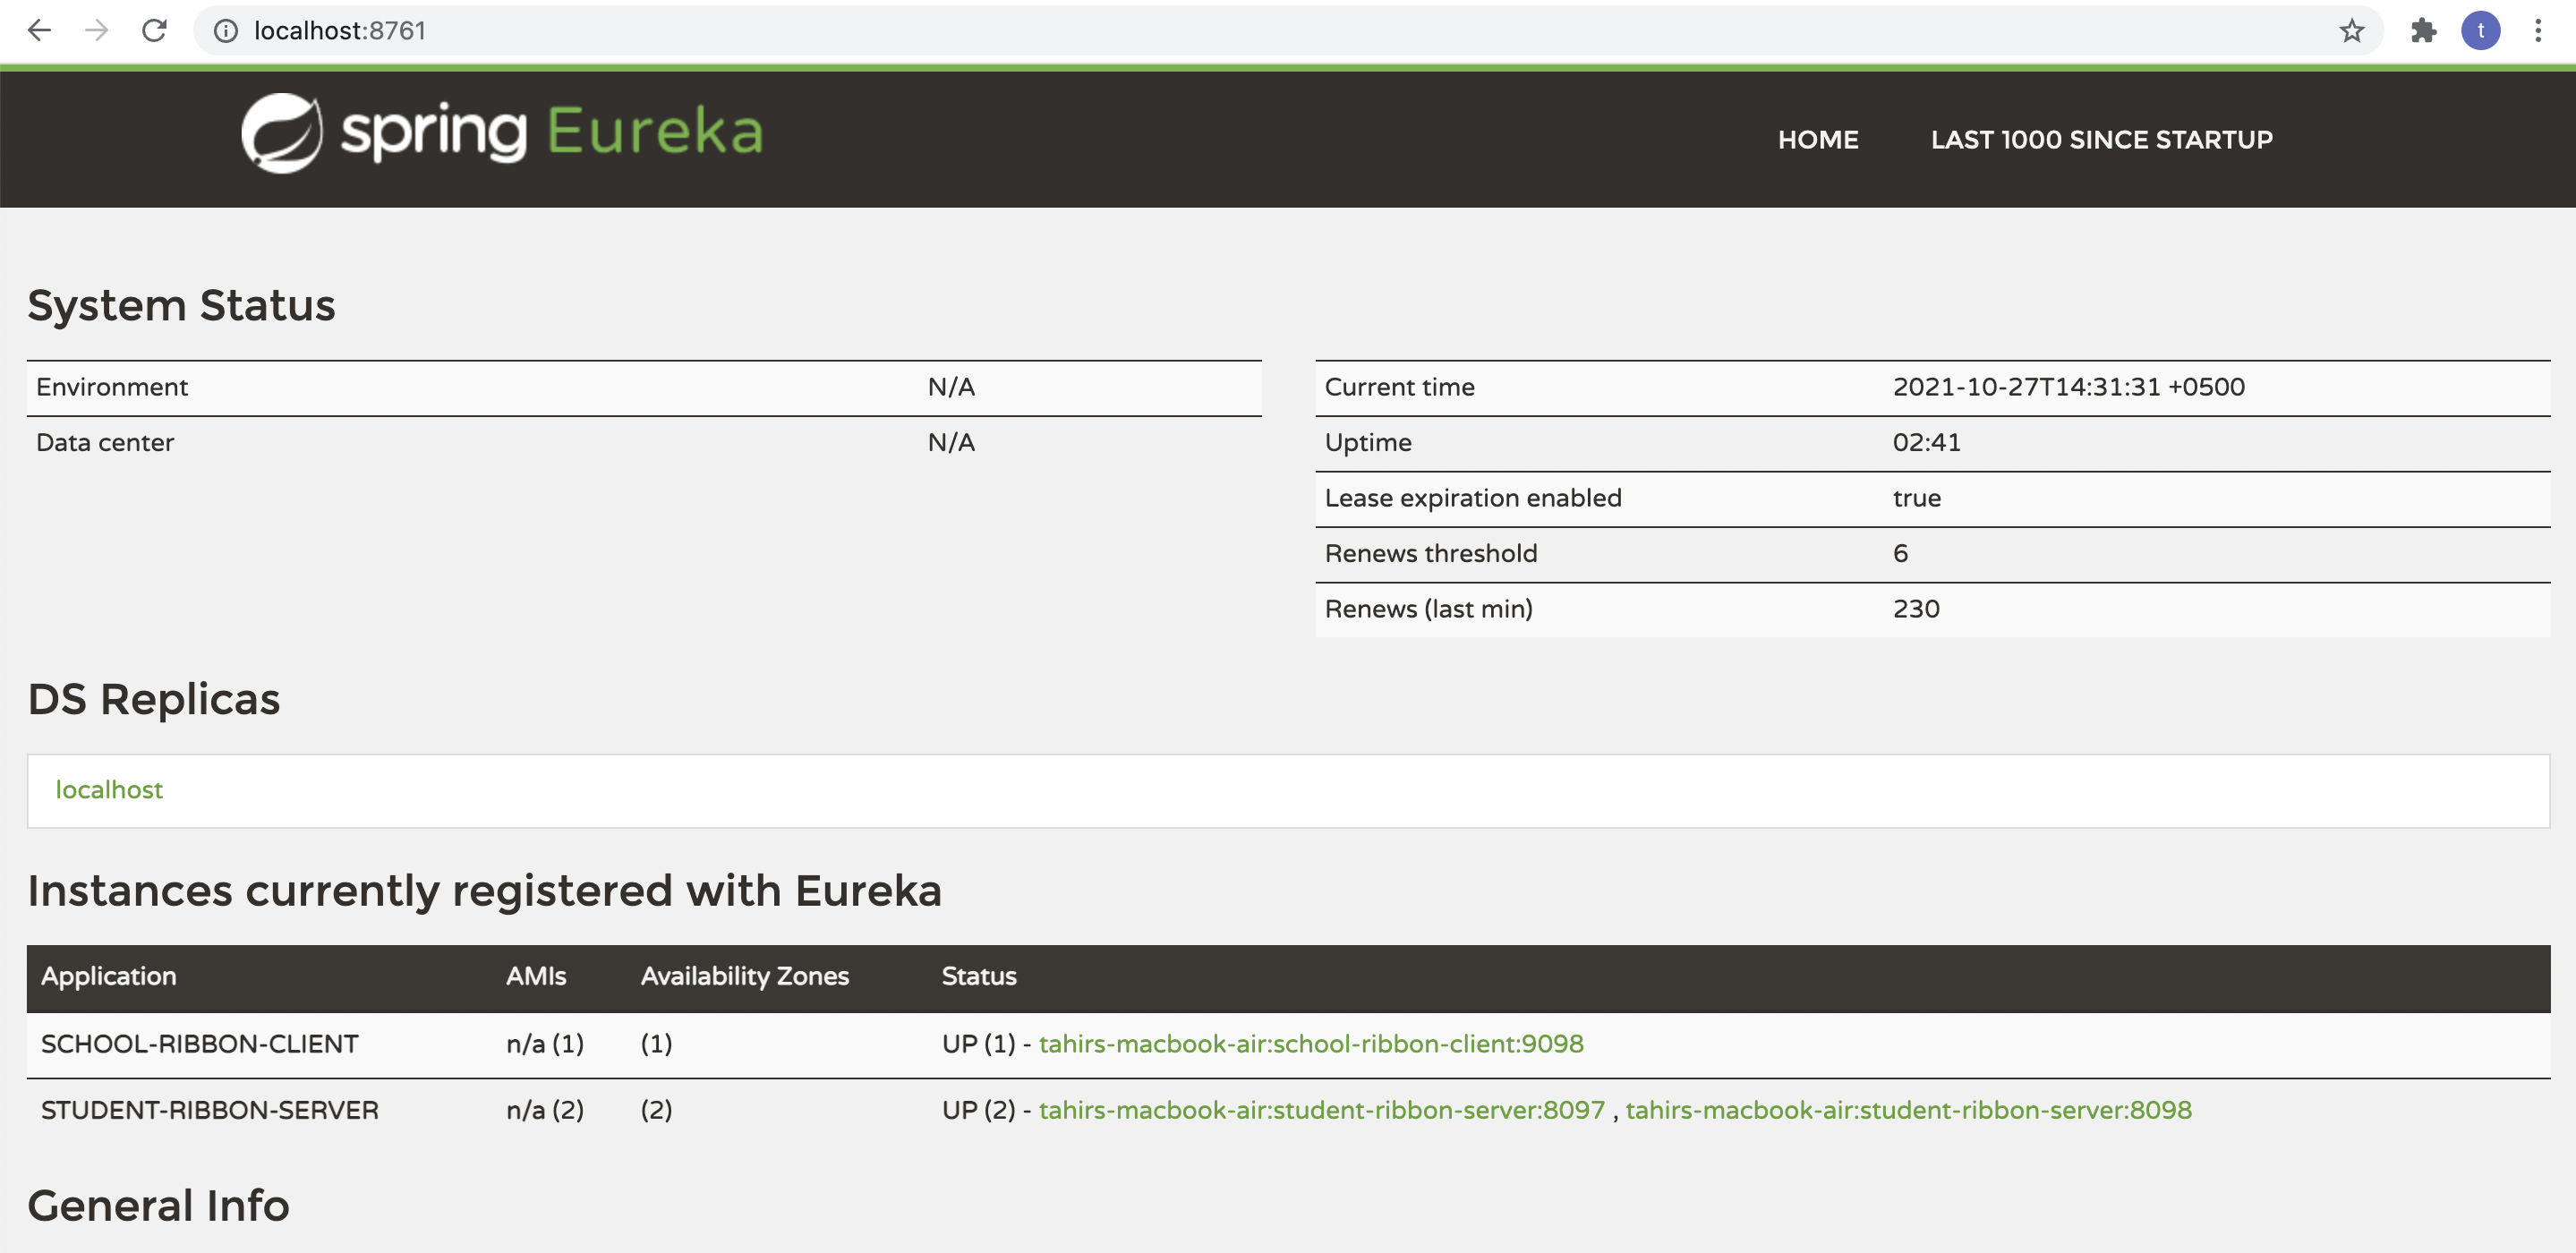 localhost:8761
t
spring Eureka
HOME LAST 1000 SINCE STARTUP
System Status
Environment N/A
Data center N/A
Current time 2021-10-27T14:31:31 +0500
Uptime 02:41
Lease expiration enabled true
Renews threshold 6
Renews (last min) 230
DS Replicas
localhost
Instances currently registered with Eureka
Application AMIs Availability Zones Status
SCHOOL-RIBBON-CLIENT n/a (1) (1) UP (1) - tahirs-macbook-air:school-ribbon-client:9098
STUDENT-RIBBON-SERVER n/a (2) (2) UP (2) - tahirs-macbook-air:student-ribbon-server:8097 , tahirs-macbook-air:student-ribbon-server:8098
General Info